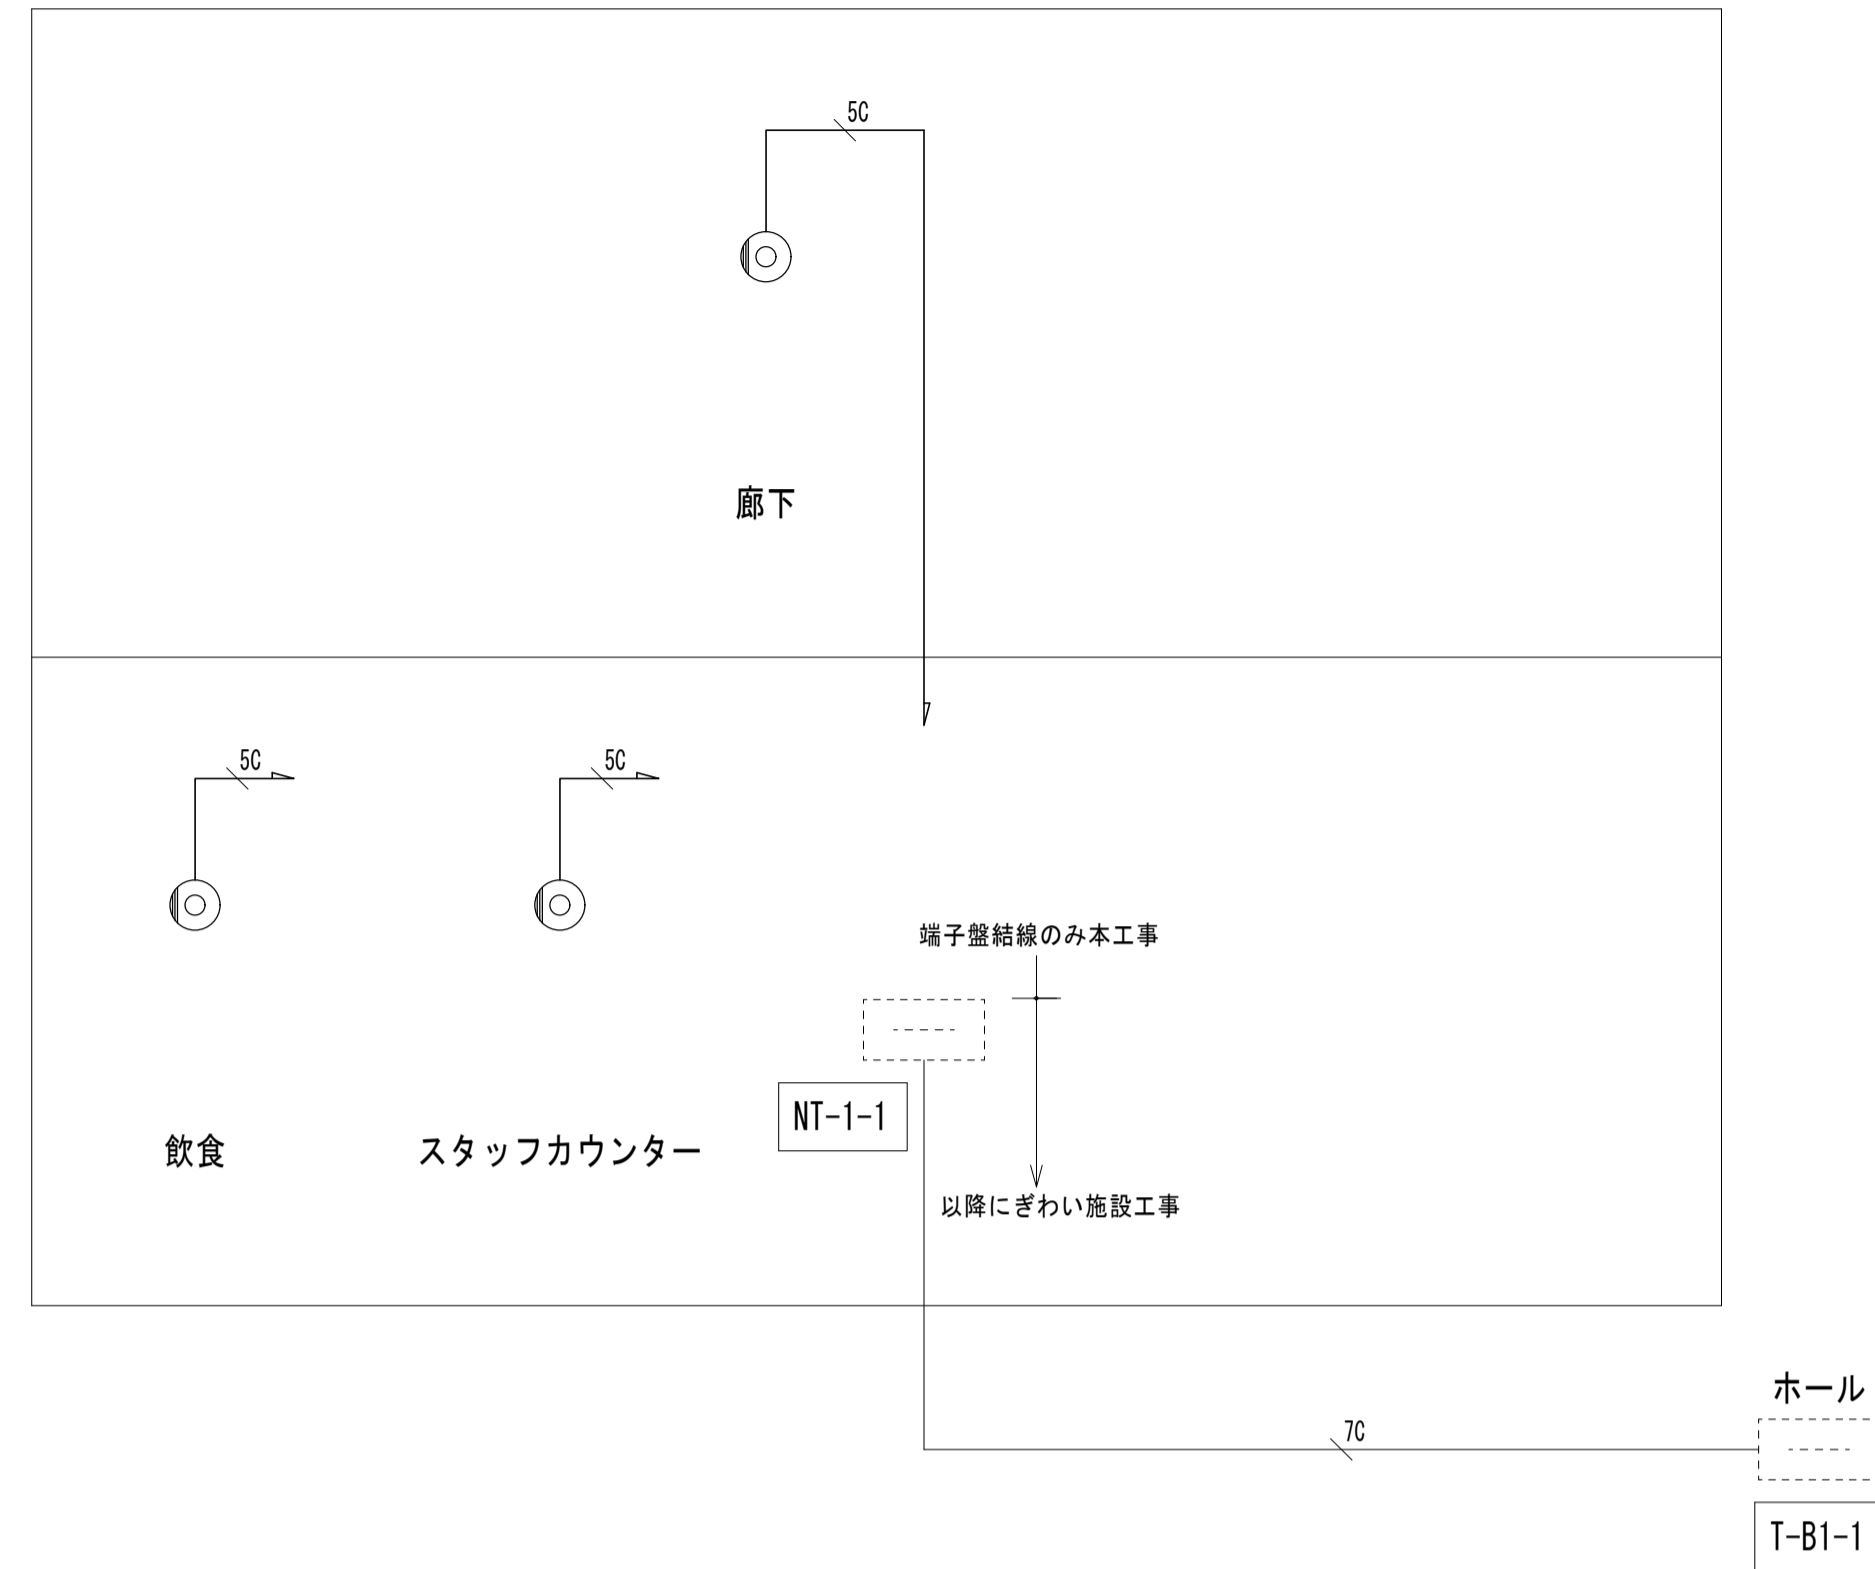 5C
廊下
5C
5C
端子盤結線のみ本工事
NT-1-1
飲食
スタッフカウンター
以降にぎわい施設工事
ホール
7C
T-B1-1